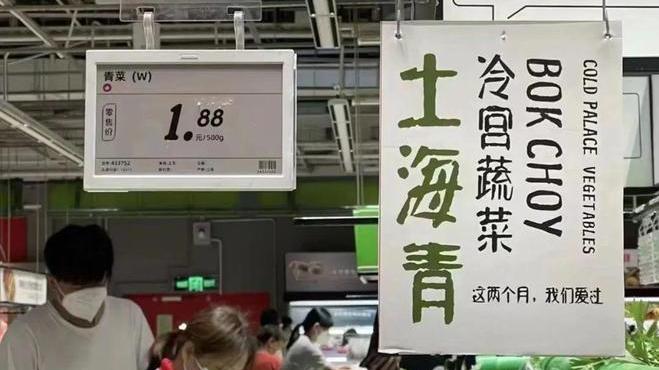 青菜 (W)
零售价
1.88
元/500g
上海青
冷宫蔬菜
BOK CHOY
COLD PALACE VEGETABLES
这两个月，我们爱过